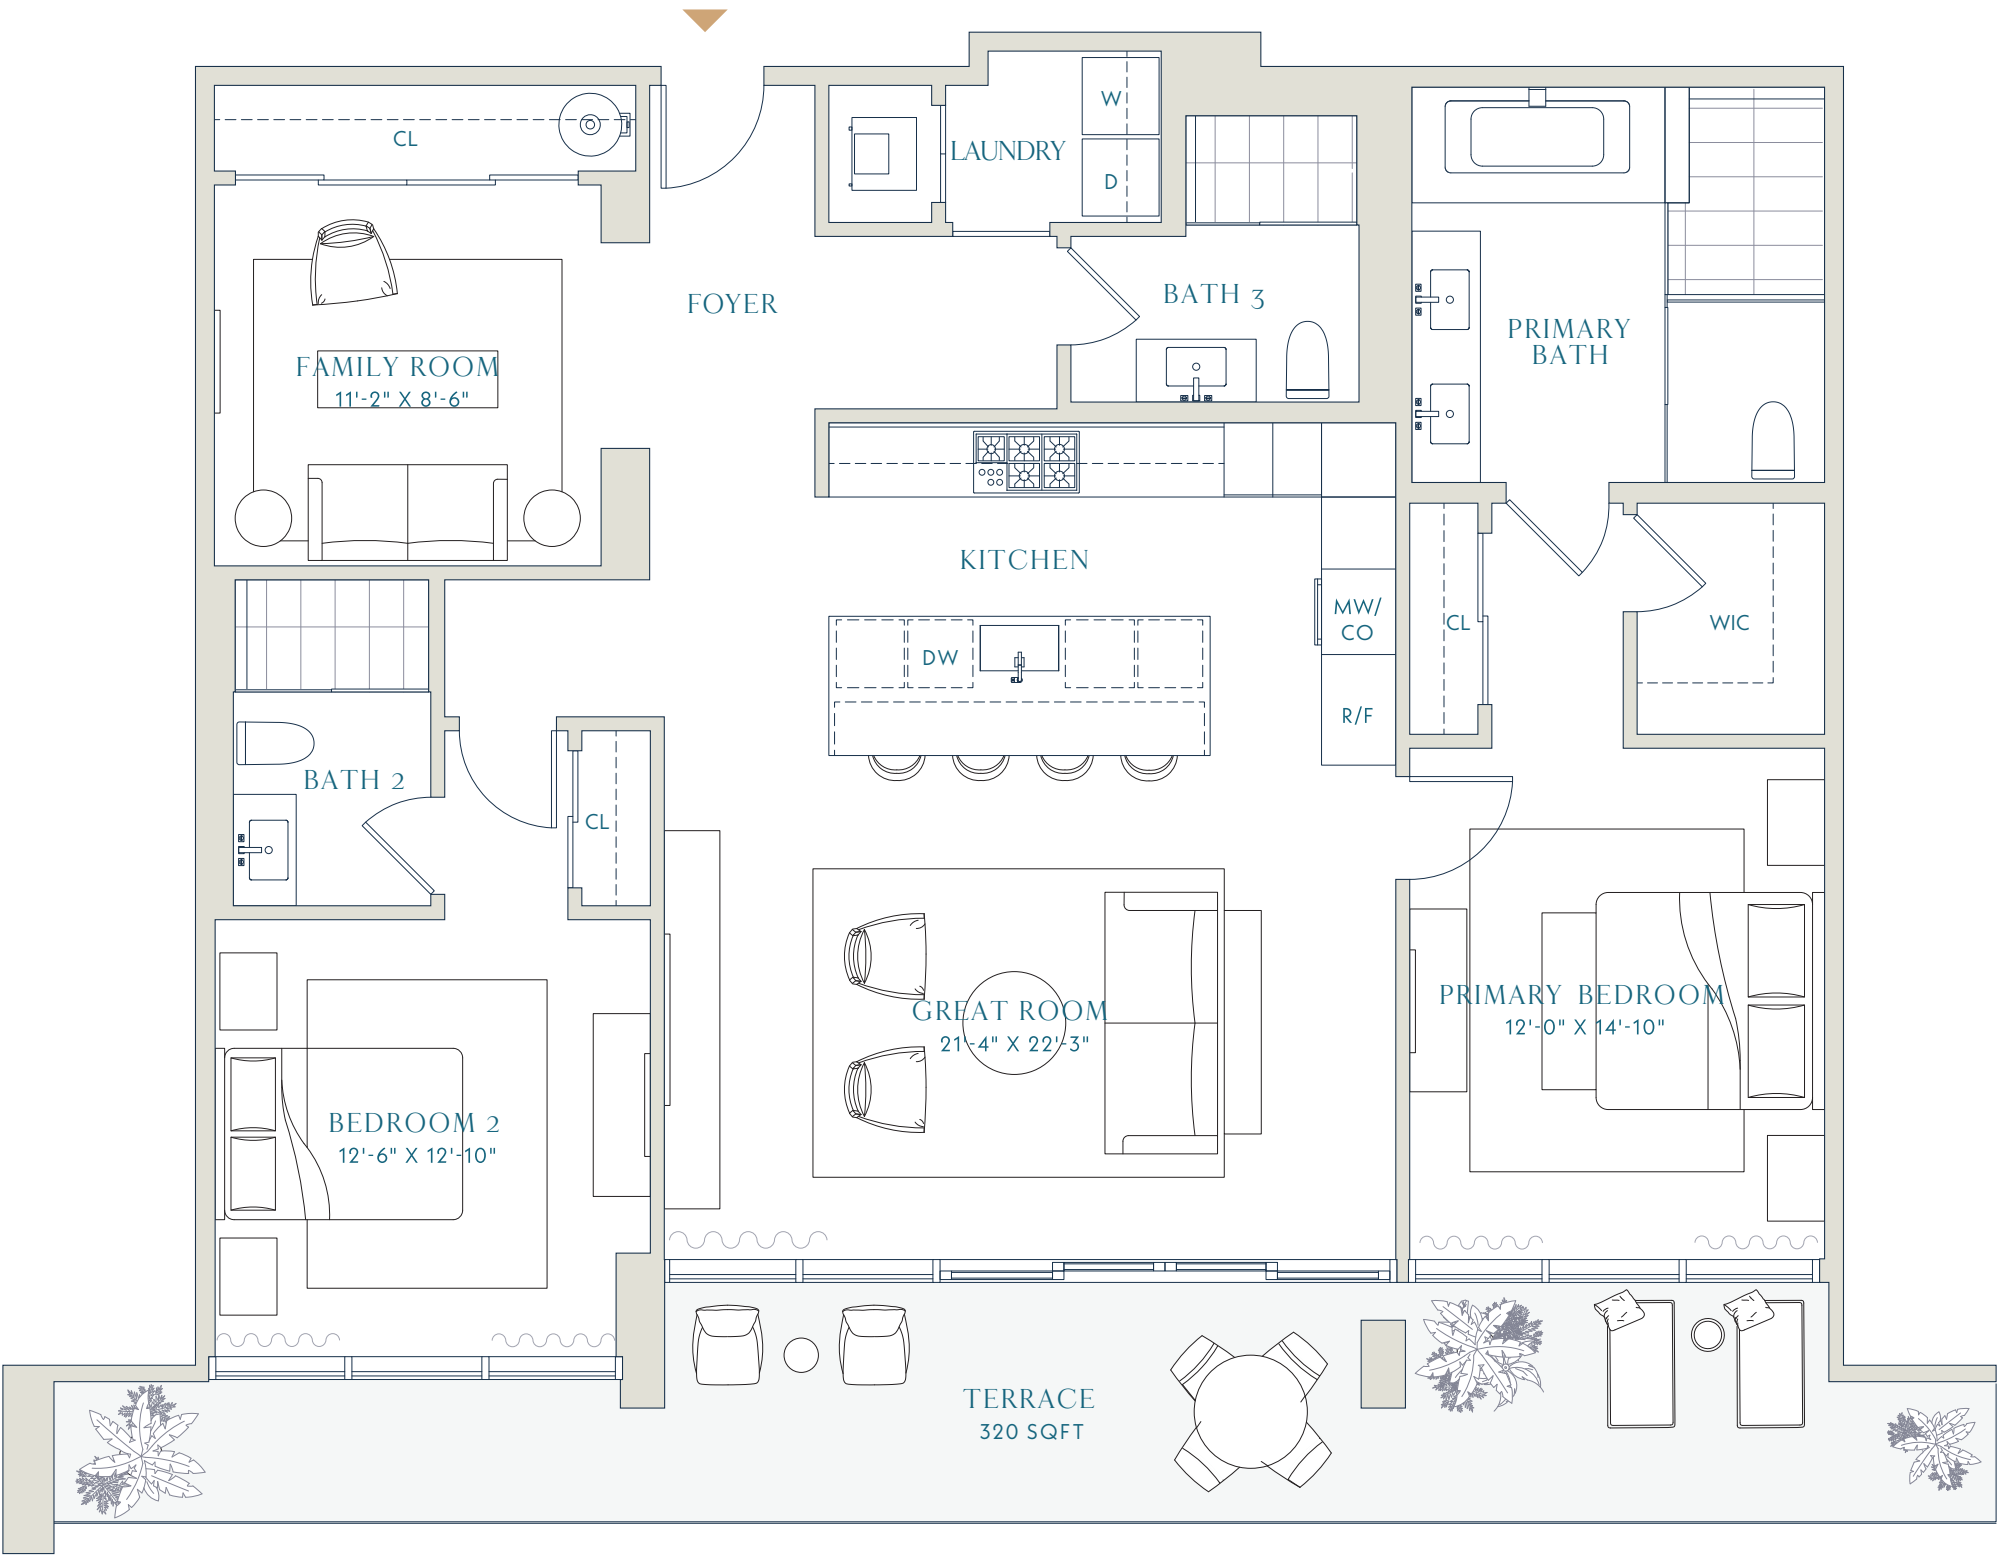 CL
W
LAUNDRY
D
FOYER
BATH 3
PRIMARY
BATH
FAMILY ROOM
11'-2" X 8'-6"
KITCHEN
MW/
CO
CL
WIC
DW
R/F
BATH 2
CL
GREAT ROOM
21'-4" X 22'-3"
PRIMARY BEDROOM
12'-0" X 14'-10"
BEDROOM 2
12'-6" X 12'-10"
TERRACE
320 SQFT